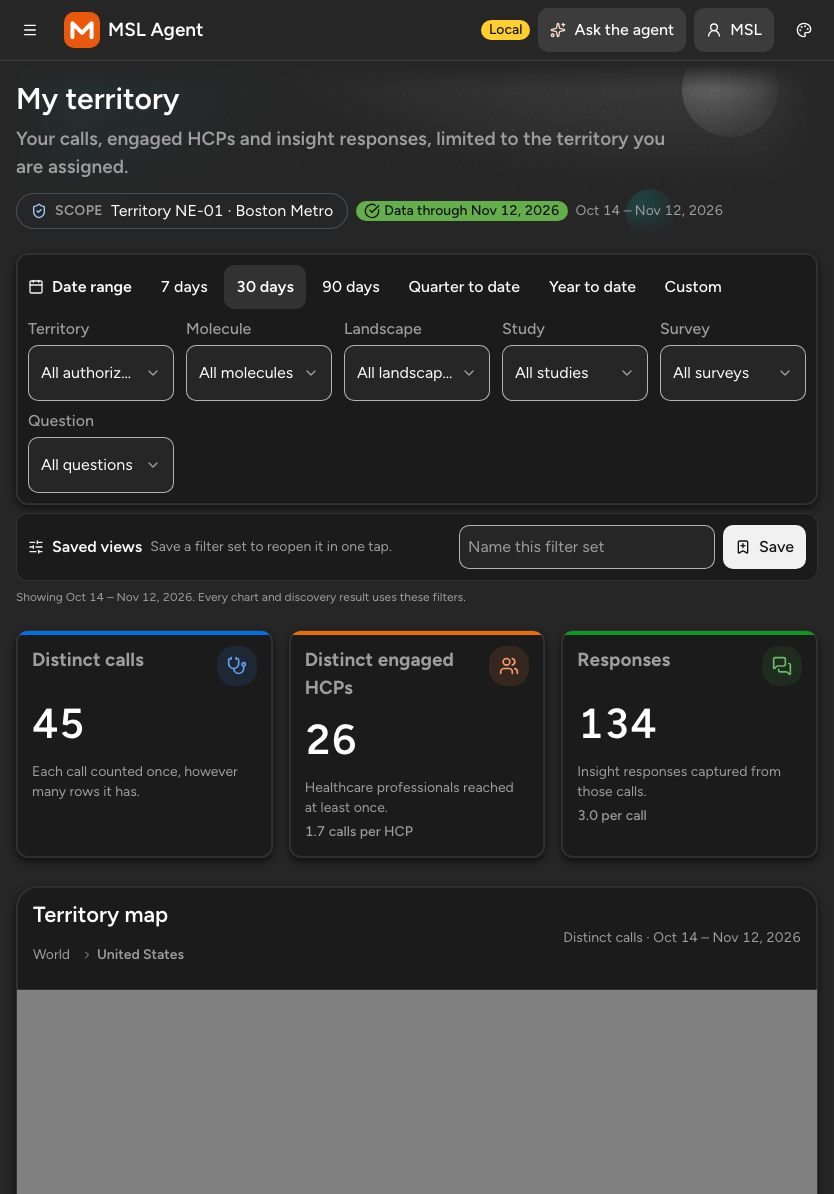 MSL Agent
Local
Ask the agent
MSL
My territory
Your calls, engaged HCPs and insight responses, limited to the territory you
are assigned.
SCOPE Territory NE-01 · Boston Metro
Data through Nov 12, 2026
Oct 14 – Nov 12, 2026
Date range
7 days
30 days
90 days
Quarter to date
Year to date
Custom
Territory
Molecule
Landscape
Study
Survey
All authoriz...
All molecules
All landscap...
All studies
All surveys
Question
All questions
Saved views
Save a filter set to reopen it in one tap.
Name this filter set
Save
Showing Oct 14 – Nov 12, 2026. Every chart and discovery result uses these filters.
Distinct calls
45
Each call counted once, however
many rows it has.
Distinct engaged
HCPs
26
Healthcare professionals reached
at least once.
1.7 calls per HCP
Responses
134
Insight responses captured from
those calls.
3.0 per call
Territory map
World > United States
Distinct calls · Oct 14 – Nov 12, 2026